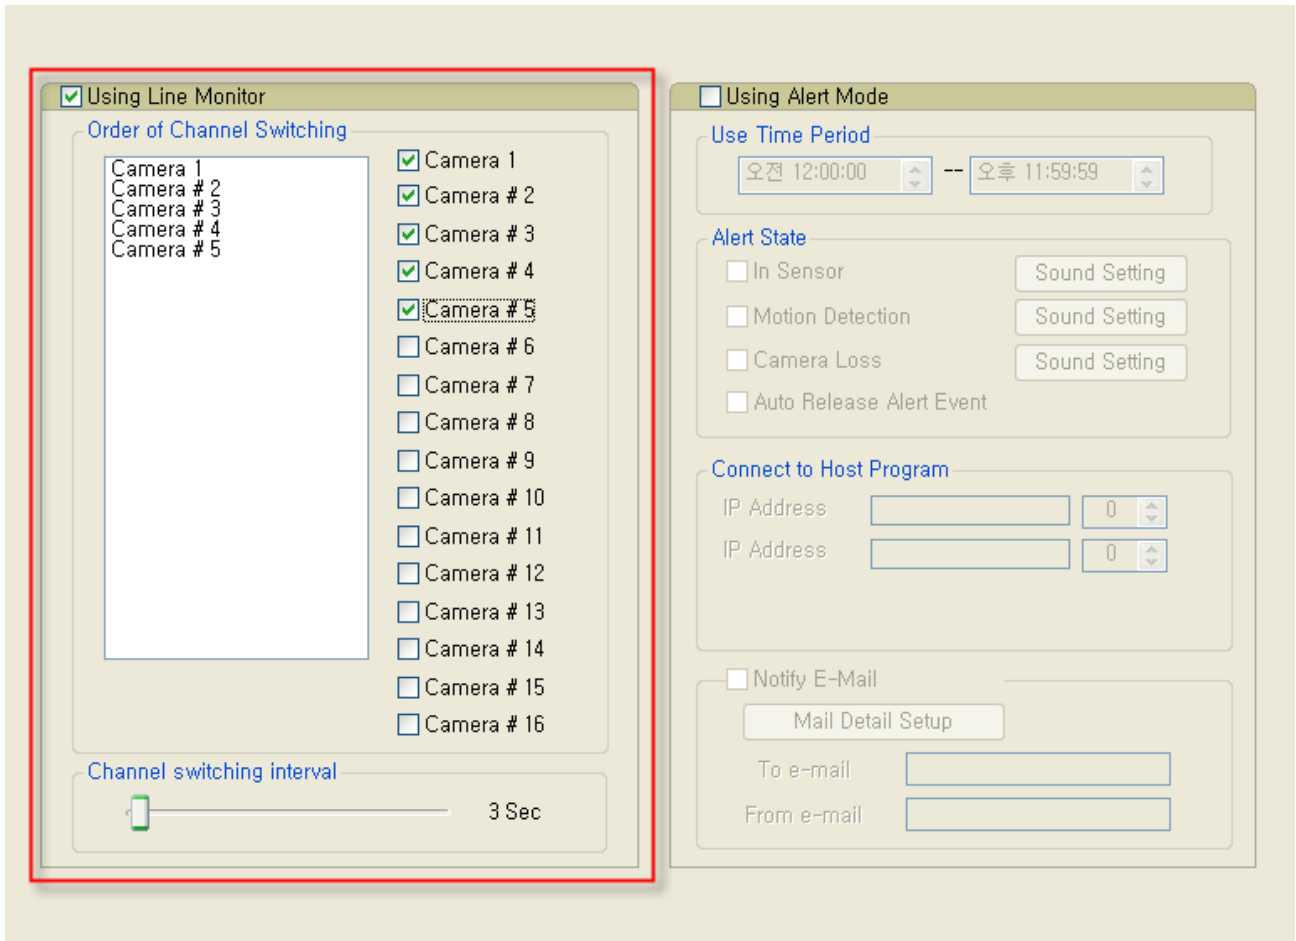 Using Line Monitor
Order of Channel Switching
Camera 1
Camera # 2
Camera # 3
Camera # 4
Camera # 5
Camera 1
Camera # 2
Camera # 3
Camera # 4
Camera # 5
Camera # 6
Camera # 7
Camera # 8
Camera # 9
Camera # 10
Camera # 11
Camera # 12
Camera # 13
Camera # 14
Camera # 15
Camera # 16
Channel switching interval
3 Sec
Using Alert Mode
Use Time Period
오전 12:00:00 -- 오후 11:59:59
Alert State
In Sensor Sound Setting
Motion Detection Sound Setting
Camera Loss Sound Setting
Auto Release Alert Event
Connect to Host Program
IP Address 0
IP Address 0
Notify E-Mail
Mail Detail Setup
To e-mail
From e-mail